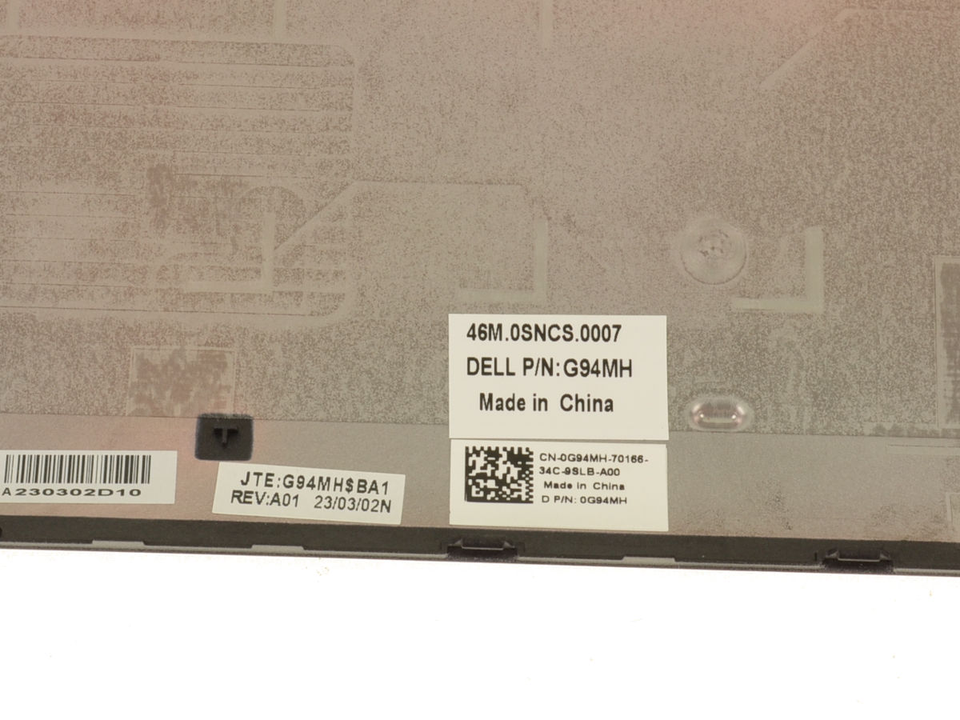 46M.0SNCS.0007
DELL P/N:G94MH
Made in China
CN-0G94MH-70166-
34C-9SLB-A00
Made in China
D P/N: 0G94MH
JTE:G94MH$BA1
REV:A01 23/03/02N
A230302D10